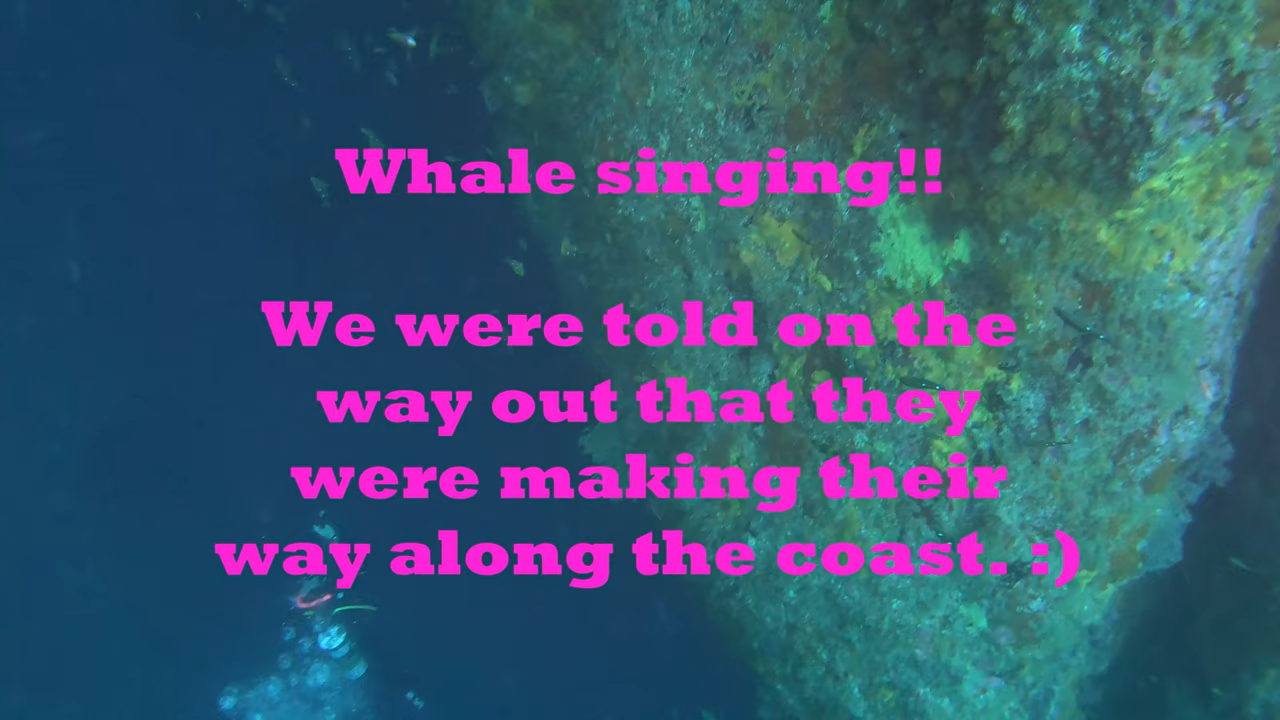 Whale singing!!
We were told on the
way out that they
were making their
way along the coast. :)